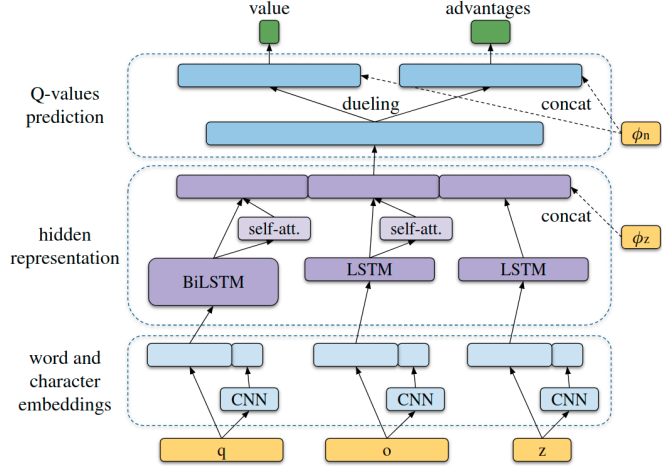 value
advantages
Q-values
prediction
dueling
concat
ϕn
hidden
representation
self-att.
self-att.
concat
ϕz
BiLSTM
LSTM
LSTM
word and
character
embeddings
CNN
CNN
CNN
q
o
z